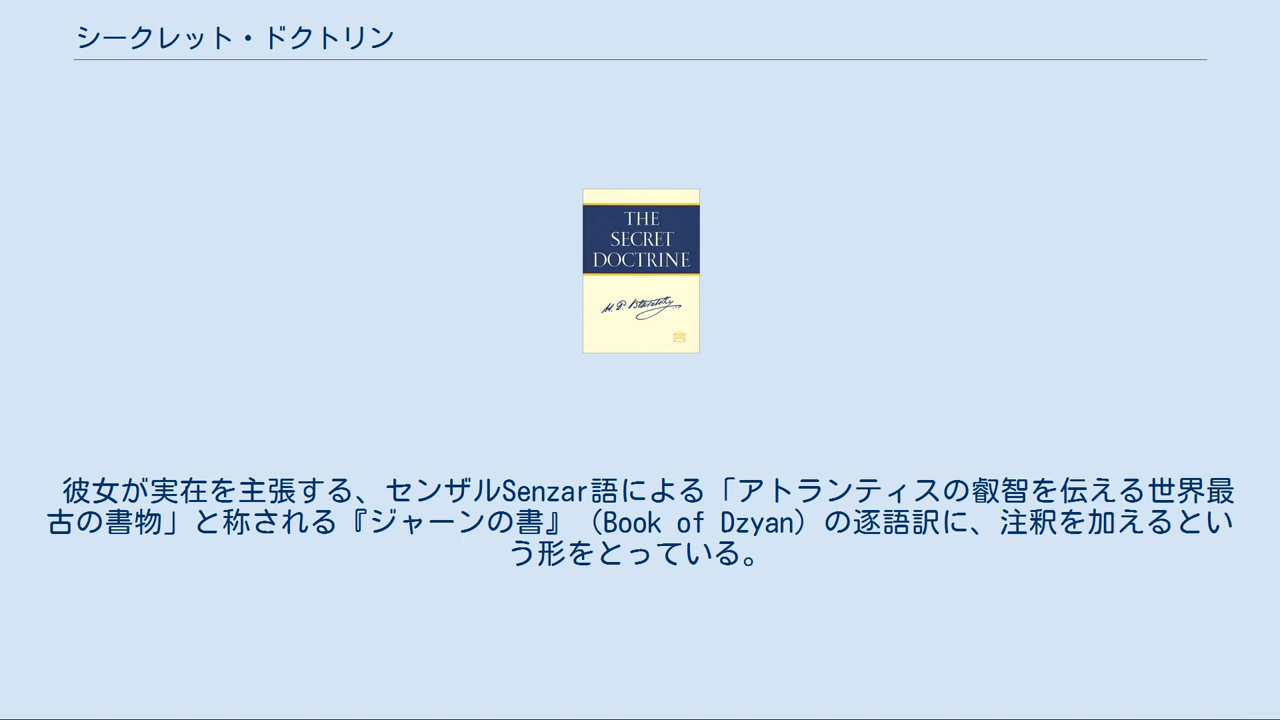 シークレット・ドクトリン
THE
SECRET
DOCTRINE
H. P. Blavatsky
彼女が実在を主張する、センザルSenzar語による「アトランティスの叡智を伝える世界最
古の書物」と称される『ジャーンの書』（Book of Dzyan）の逐語訳に、注釈を加えるとい
う形をとっている。